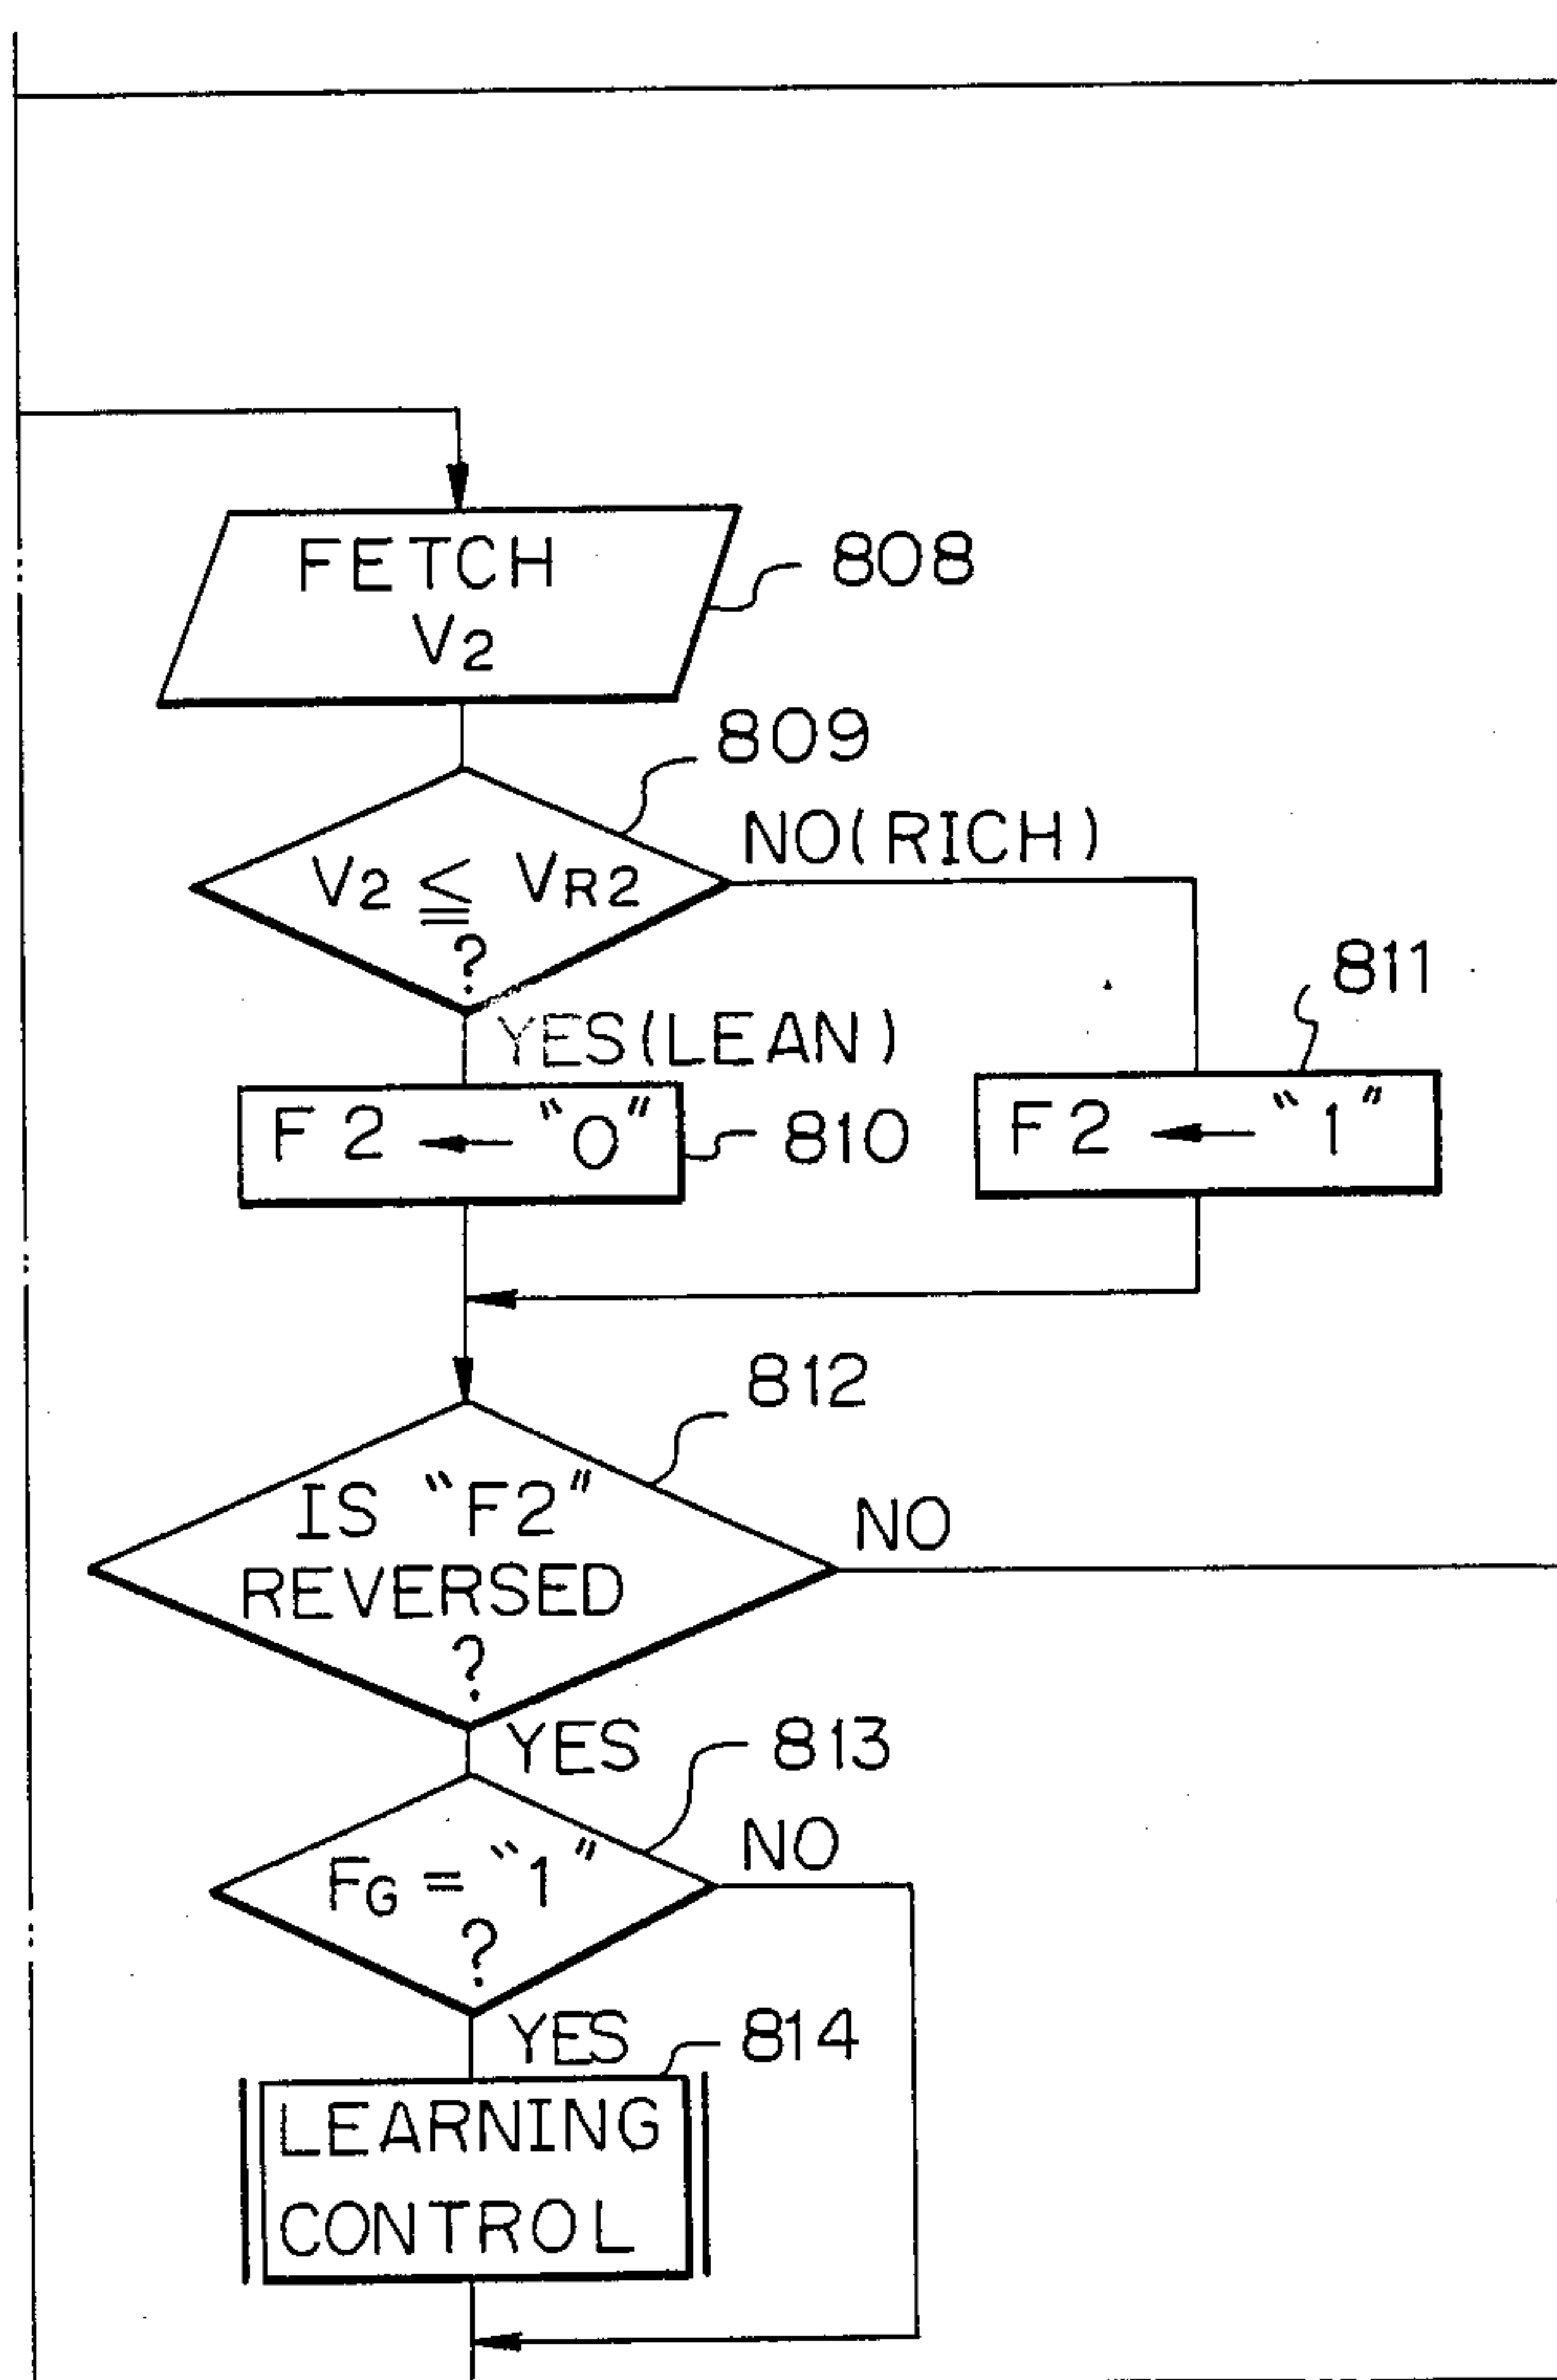 FETCH
V2
808
809
V2 ≦ VR2
?
NO(RICH)
YES(LEAN)
811
F2 ← "0"
810
F2 ← "1"
812
IS "F2"
REVERSED
?
NO
YES
813
FG = "1"
?
NO
YES
814
LEARNING
CONTROL